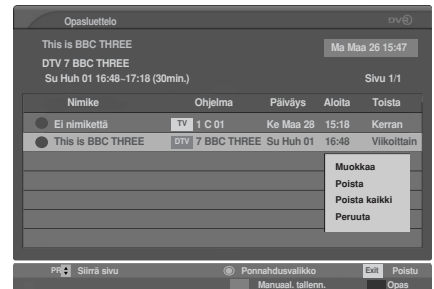 Opasluettelo
DV
This is BBC THREE
Ma Maa 26 15:47
DTV 7 BBC THREE
Su Huh 01 16:48~17:18 (30min.)
Sivu 1/1
Nimike Ohjelma Päiväys Aloita Toista
Ei nimikettä TV 1 C 01 Ke Maa 28 15:18 Kerran
This is BBC THREE DTV 7 BBC THREE Su Huh 01 16:48 Viikoittain
Muokkaa
Poista
Poista kaikki
Peruuta
PR Siirrä sivu Ponnahdusvalikko Exit Poistu
Manuaal. tallenn. Opas